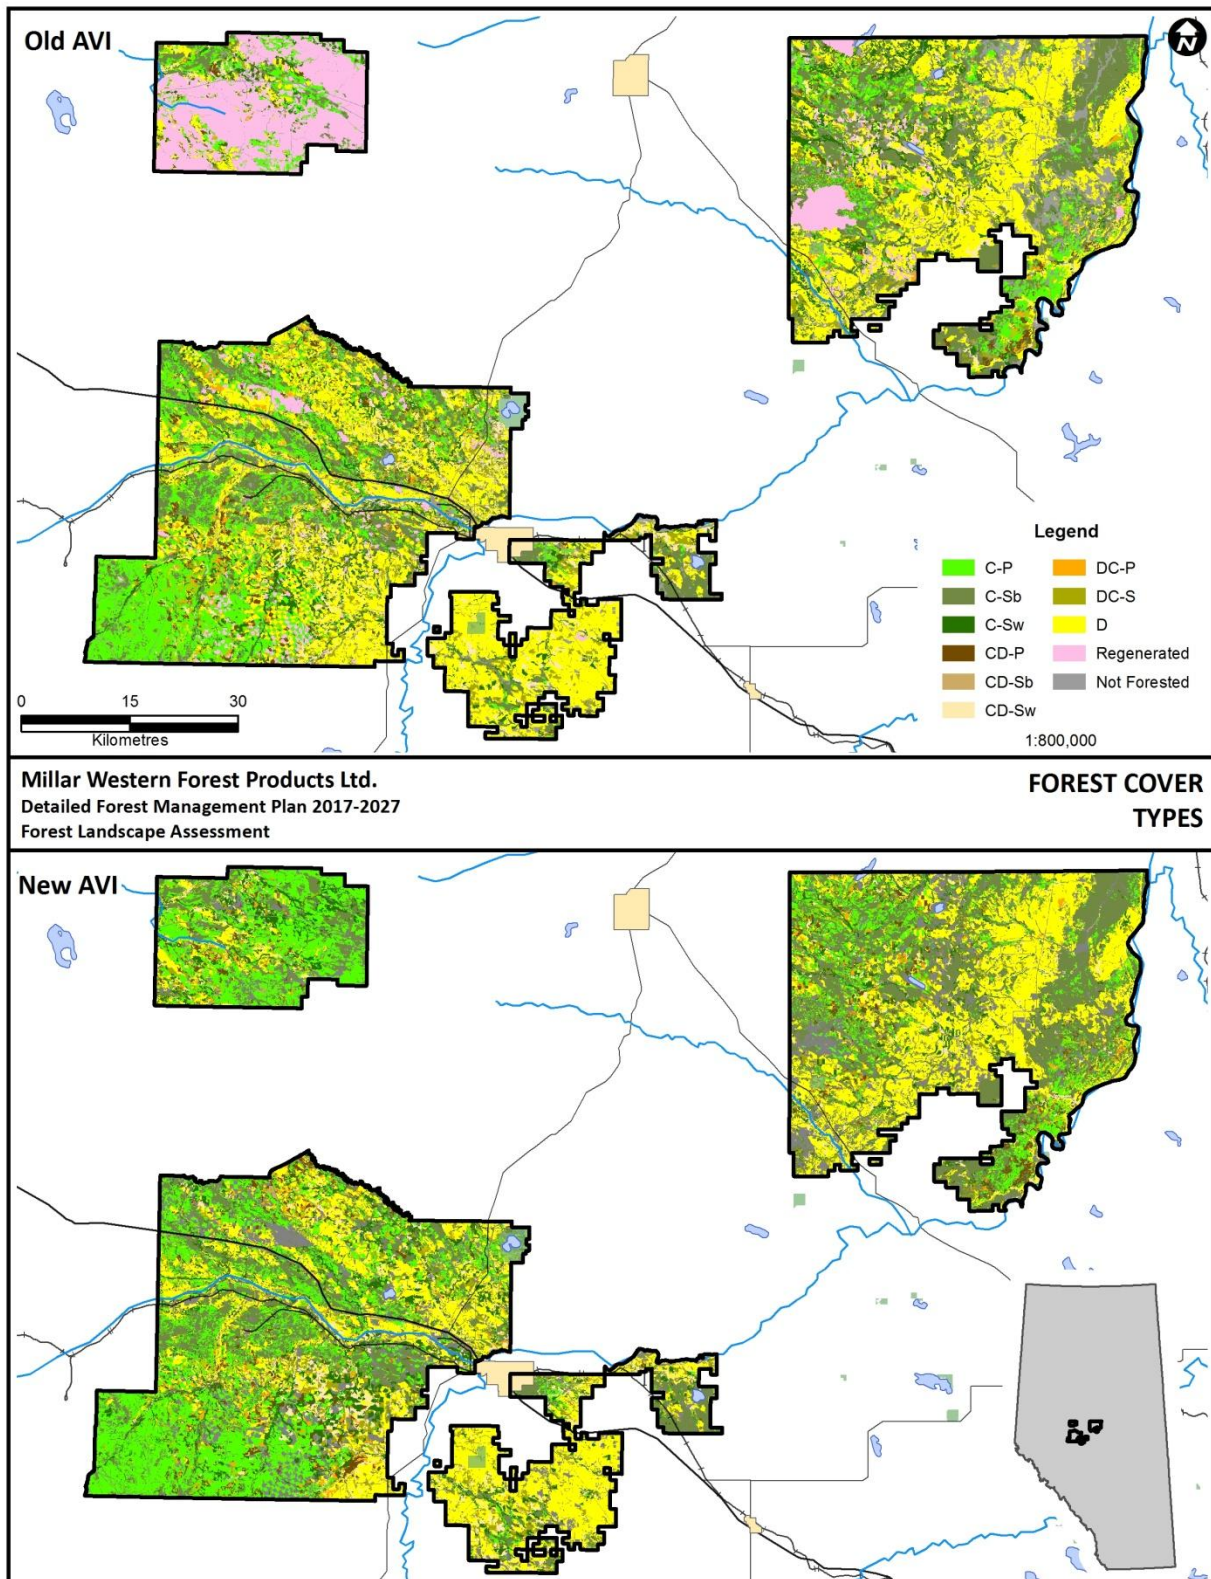 Old AVI
N
Legend
C-P
C-Sb
C-Sw
CD-P
CD-Sb
CD-Sw
DC-P
DC-S
D
Regenerated
Not Forested
0 15 30
Kilometres
1:800,000
Millar Western Forest Products Ltd.
Detailed Forest Management Plan 2017-2027
Forest Landscape Assessment
FOREST COVER
TYPES
New AVI